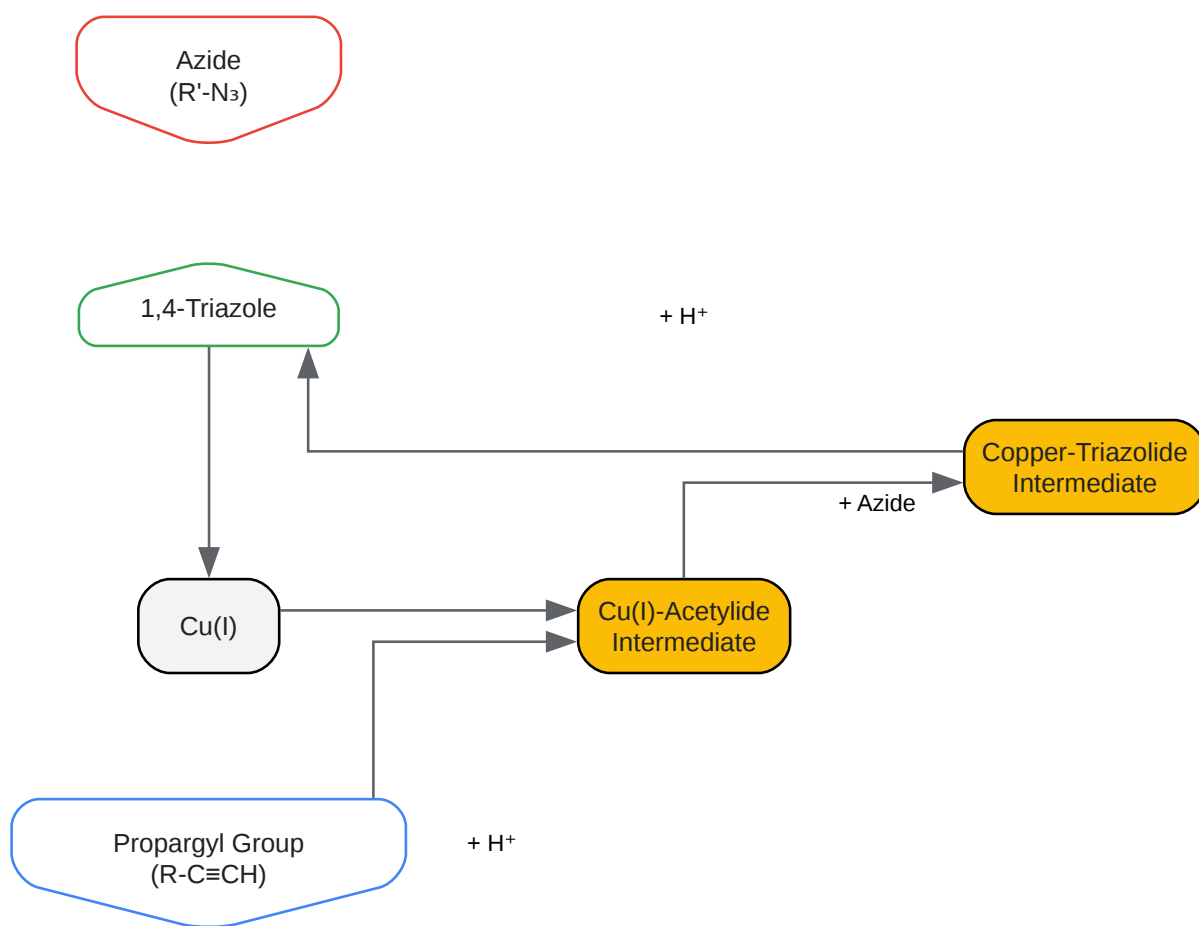 Azide
(R'-N₃)
1,4-Triazole
+ H⁺
Copper-Triazolide
Intermediate
+ Azide
Cu(I)
Cu(I)-Acetylide
Intermediate
Propargyl Group
(R-C≡CH)
+ H⁺